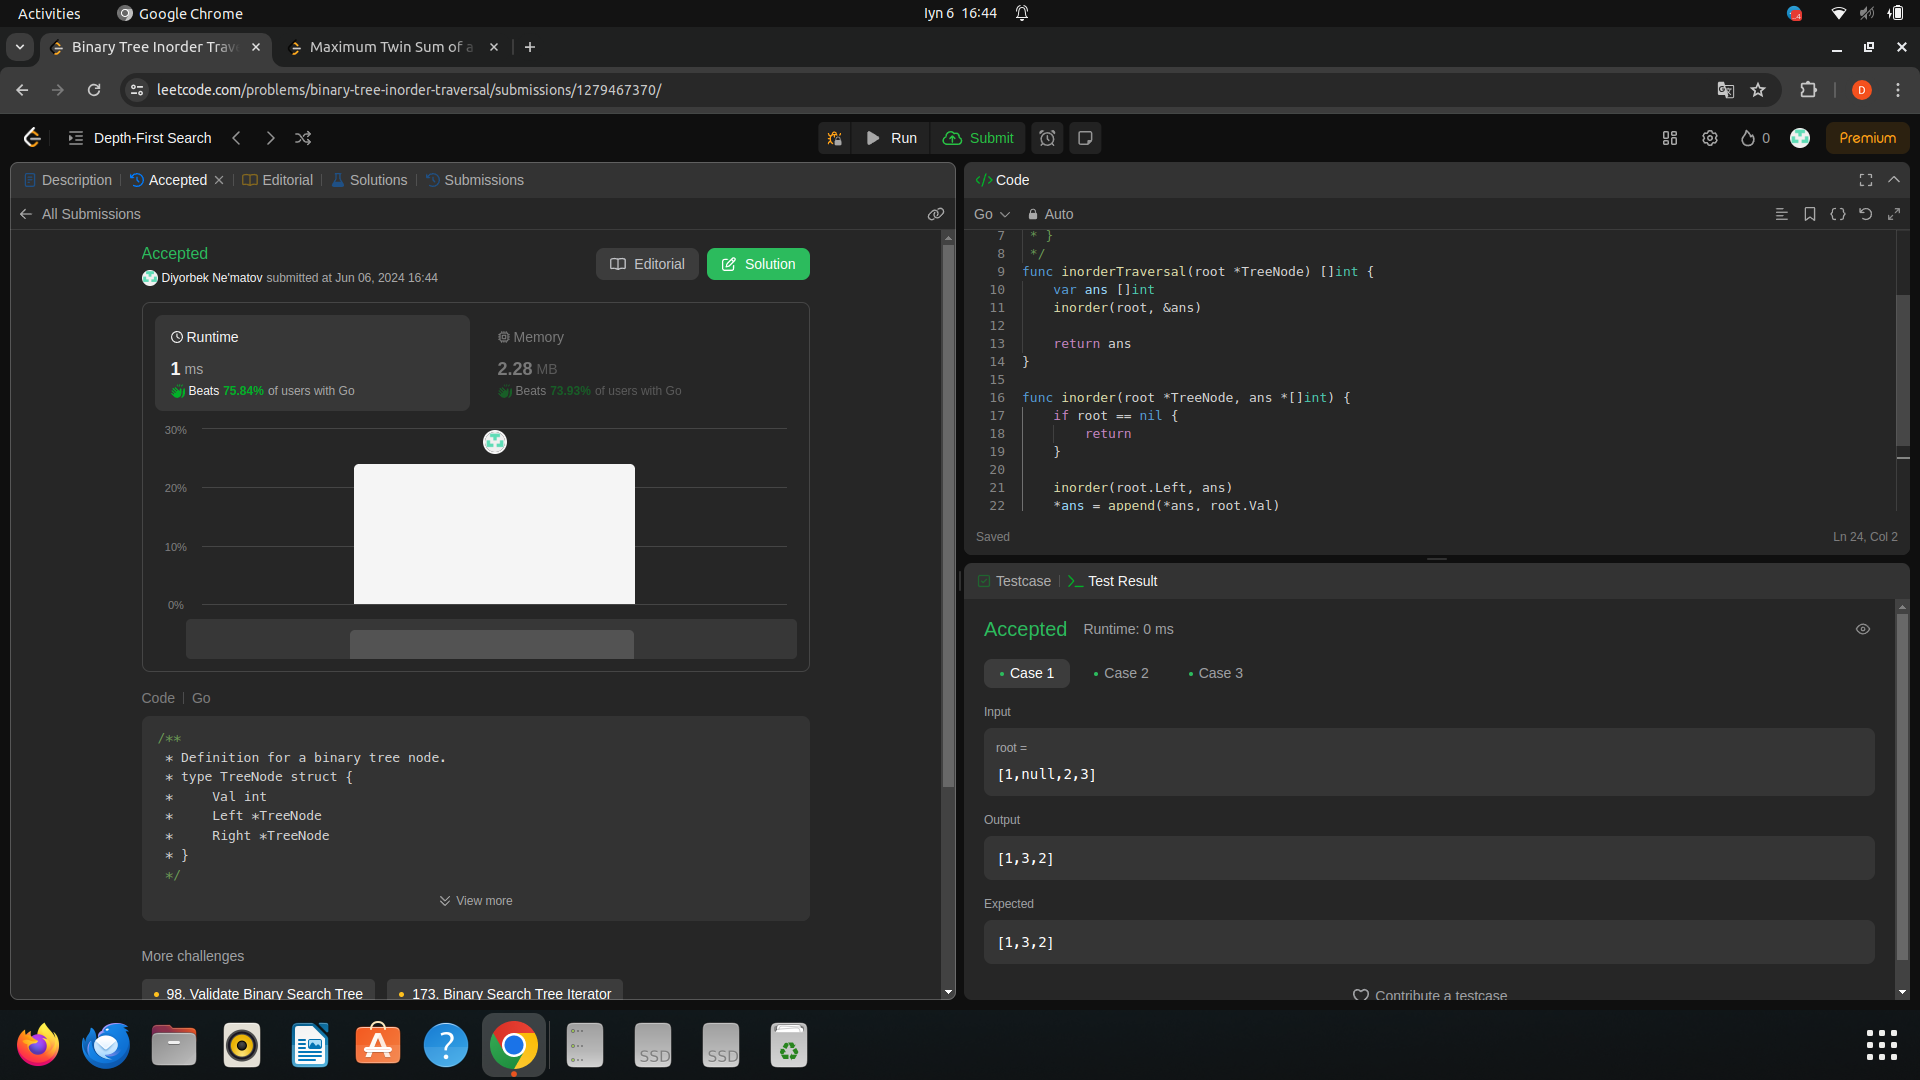 Activities
Google Chrome
Iyn 6 16:44
Binary Tree Inorder Trav
Maximum Twin Sum of a
leetcode.com/problems/binary-tree-inorder-traversal/submissions/1279467370/
D
Depth-First Search
Run
Submit
0
Premium
Description
Accepted
Editorial
Solutions
Submissions
All Submissions
Accepted
Diyorbek Ne'matov submitted at Jun 06, 2024 16:44
Editorial
Solution
Runtime
1 ms
Beats 75.84% of users with Go
Memory
2.28 MB
Beats 73.93% of users with Go
30%
20%
10%
0%
Code | Go
/**
 * Definition for a binary tree node.
 * type TreeNode struct {
 *     Val int
 *     Left *TreeNode
 *     Right *TreeNode
 * }
 */
View more
More challenges
98. Validate Binary Search Tree
173. Binary Search Tree Iterator
</> Code
Go
Auto
7  * }
8  */
9 func inorderTraversal(root *TreeNode) []int {
10     var ans []int
11     inorder(root, &ans)
12
13     return ans
14 }
15
16 func inorder(root *TreeNode, ans *[]int) {
17     if root == nil {
18         return
19     }
20
21     inorder(root.Left, ans)
22     *ans = append(*ans, root.Val)
Saved
Ln 24, Col 2
Testcase
Test Result
Accepted
Runtime: 0 ms
Case 1
Case 2
Case 3
Input
root =
[1,null,2,3]
Output
[1,3,2]
Expected
[1,3,2]
Contribute a testcase
SSD
SSD